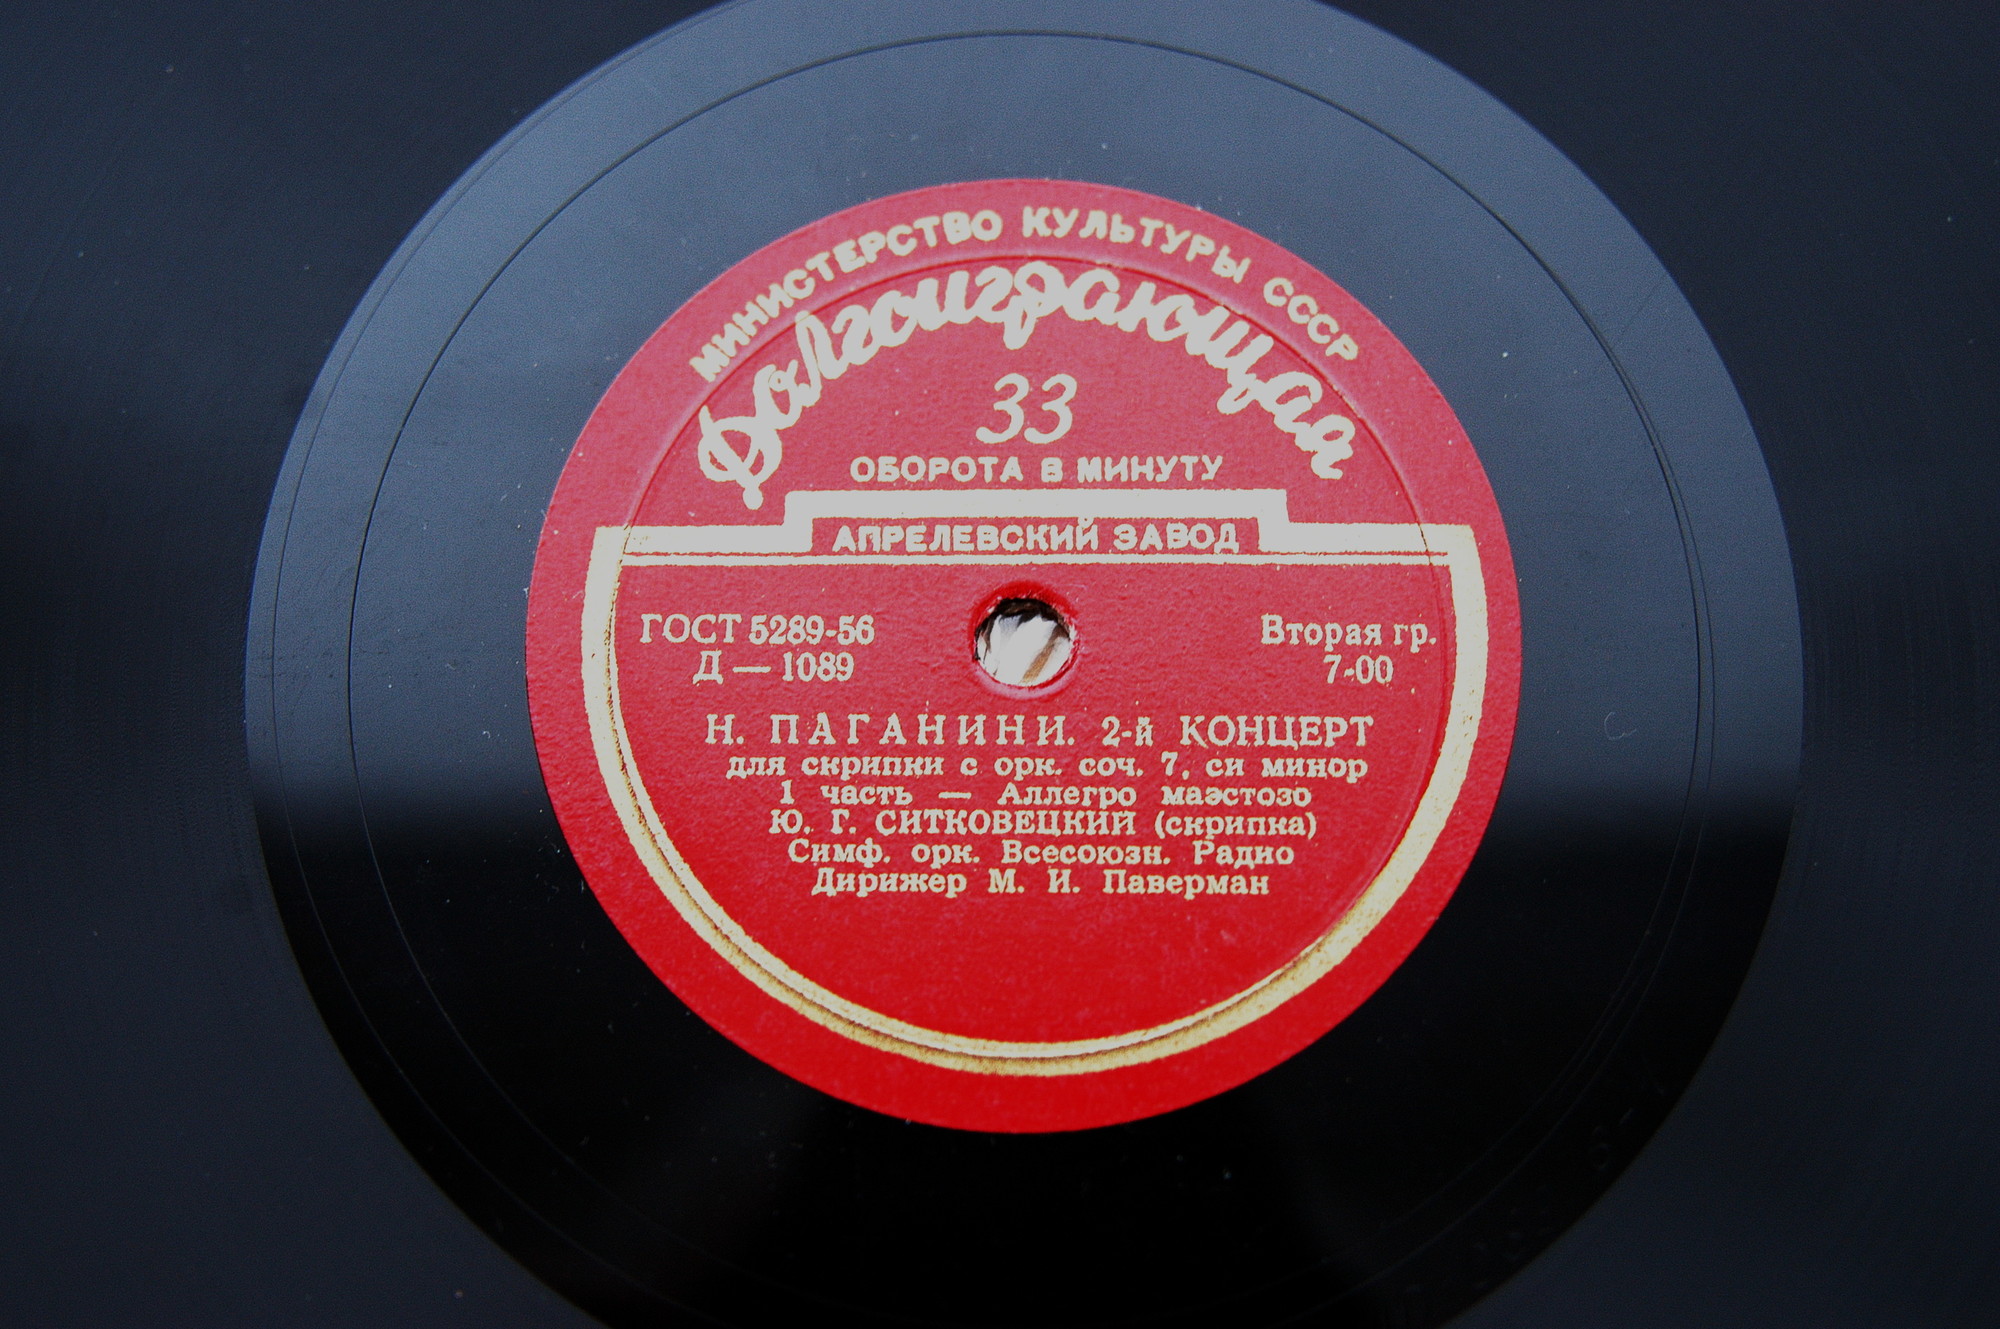 МИНИСТЕРСТВО КУЛЬТУРЫ СССР
Долгоиграющая
33
ОБОРОТА В МИНУТУ
АПРЕЛЕВСКИЙ ЗАВОД
ГОСТ 5289-56
Д — 1089
Вторая гр.
7-00
Н. ПАГАНИНИ. 2-й КОНЦЕРТ
для скрипки с орк. соч. 7, си минор
1 часть — Аллегро маэстозо
Ю. Г. СИТКОВЕЦКИЙ (скрипка)
Симф. орк. Всесоюзн. Радио
Дирижер М. И. Паверман